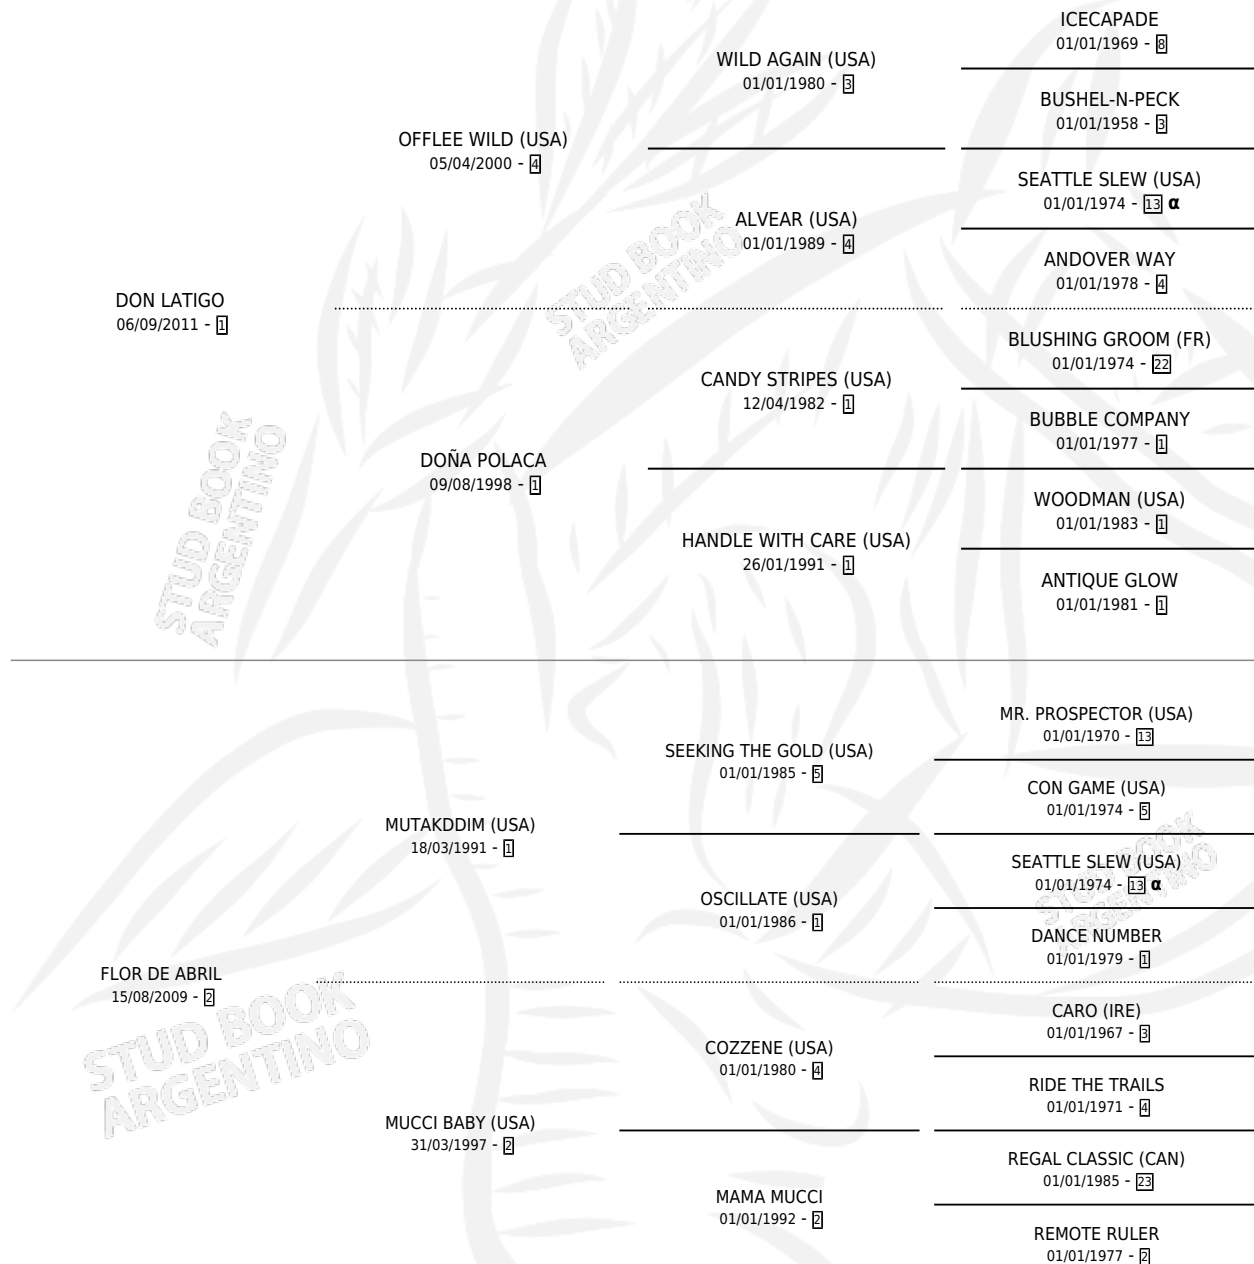 ICECAPADE
01/01/1969 - 8
WILD AGAIN (USA)
01/01/1980 - 3
BUSHEL-N-PECK
01/01/1958 - 3
OFFLEE WILD (USA)
05/04/2000 - 4
SEATTLE SLEW (USA)
01/01/1974 - 13 α
ALVEAR (USA)
01/01/1989 - 4
ANDOVER WAY
01/01/1978 - 4
DON LATIGO
06/09/2011 - 1
BLUSHING GROOM (FR)
01/01/1974 - 22
CANDY STRIPES (USA)
12/04/1982 - 1
BUBBLE COMPANY
01/01/1977 - 1
DOÑA POLACA
09/08/1998 - 1
WOODMAN (USA)
01/01/1983 - 1
HANDLE WITH CARE (USA)
26/01/1991 - 1
ANTIQUE GLOW
01/01/1981 - 1
MR. PROSPECTOR (USA)
01/01/1970 - 13
SEEKING THE GOLD (USA)
01/01/1985 - 5
CON GAME (USA)
01/01/1974 - 5
MUTAKDDIM (USA)
18/03/1991 - 1
SEATTLE SLEW (USA)
01/01/1974 - 13 α
OSCILLATE (USA)
01/01/1986 - 1
DANCE NUMBER
01/01/1979 - 1
FLOR DE ABRIL
15/08/2009 - 2
CARO (IRE)
01/01/1967 - 3
COZZENE (USA)
01/01/1980 - 4
RIDE THE TRAILS
01/01/1971 - 4
MUCCI BABY (USA)
31/03/1997 - 2
REGAL CLASSIC (CAN)
01/01/1985 - 23
MAMA MUCCI
01/01/1992 - 2
REMOTE RULER
01/01/1977 - 2
STUD BOOK
ARGENTINO
STUD BOOK
ARGENTINO
STUD BOOK
ARGENTINO
STUD BOOK
ARGENTINO